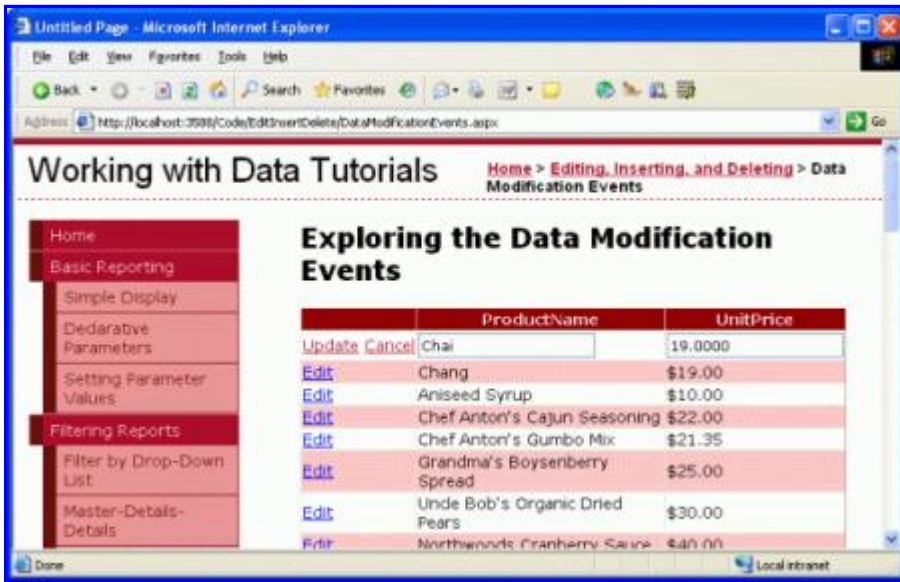 Untitled Page - Microsoft Internet Explorer
File Edit View Favorites Tools Help
Back Search Favorites
Address http://localhost:3588/Code/EditInsertDelete/DataModificationEvents.aspx Go
Working with Data Tutorials
Home > Editing, Inserting, and Deleting > Data
Modification Events
Home
Basic Reporting
Simple Display
Declarative
Parameters
Setting Parameter
Values
Filtering Reports
Filter by Drop-Down
List
Master-Details-
Details
Exploring the Data Modification
Events
ProductName UnitPrice
Update Cancel Chai 19.0000
Edit Chang $19.00
Edit Aniseed Syrup $10.00
Edit Chef Anton's Cajun Seasoning $22.00
Edit Chef Anton's Gumbo Mix $21.35
Edit Grandma's Boysenberry
Spread $25.00
Edit Uncle Bob's Organic Dried
Pears $30.00
Edit Northwoods Cranberry Sauce $40.00
Done Local intranet